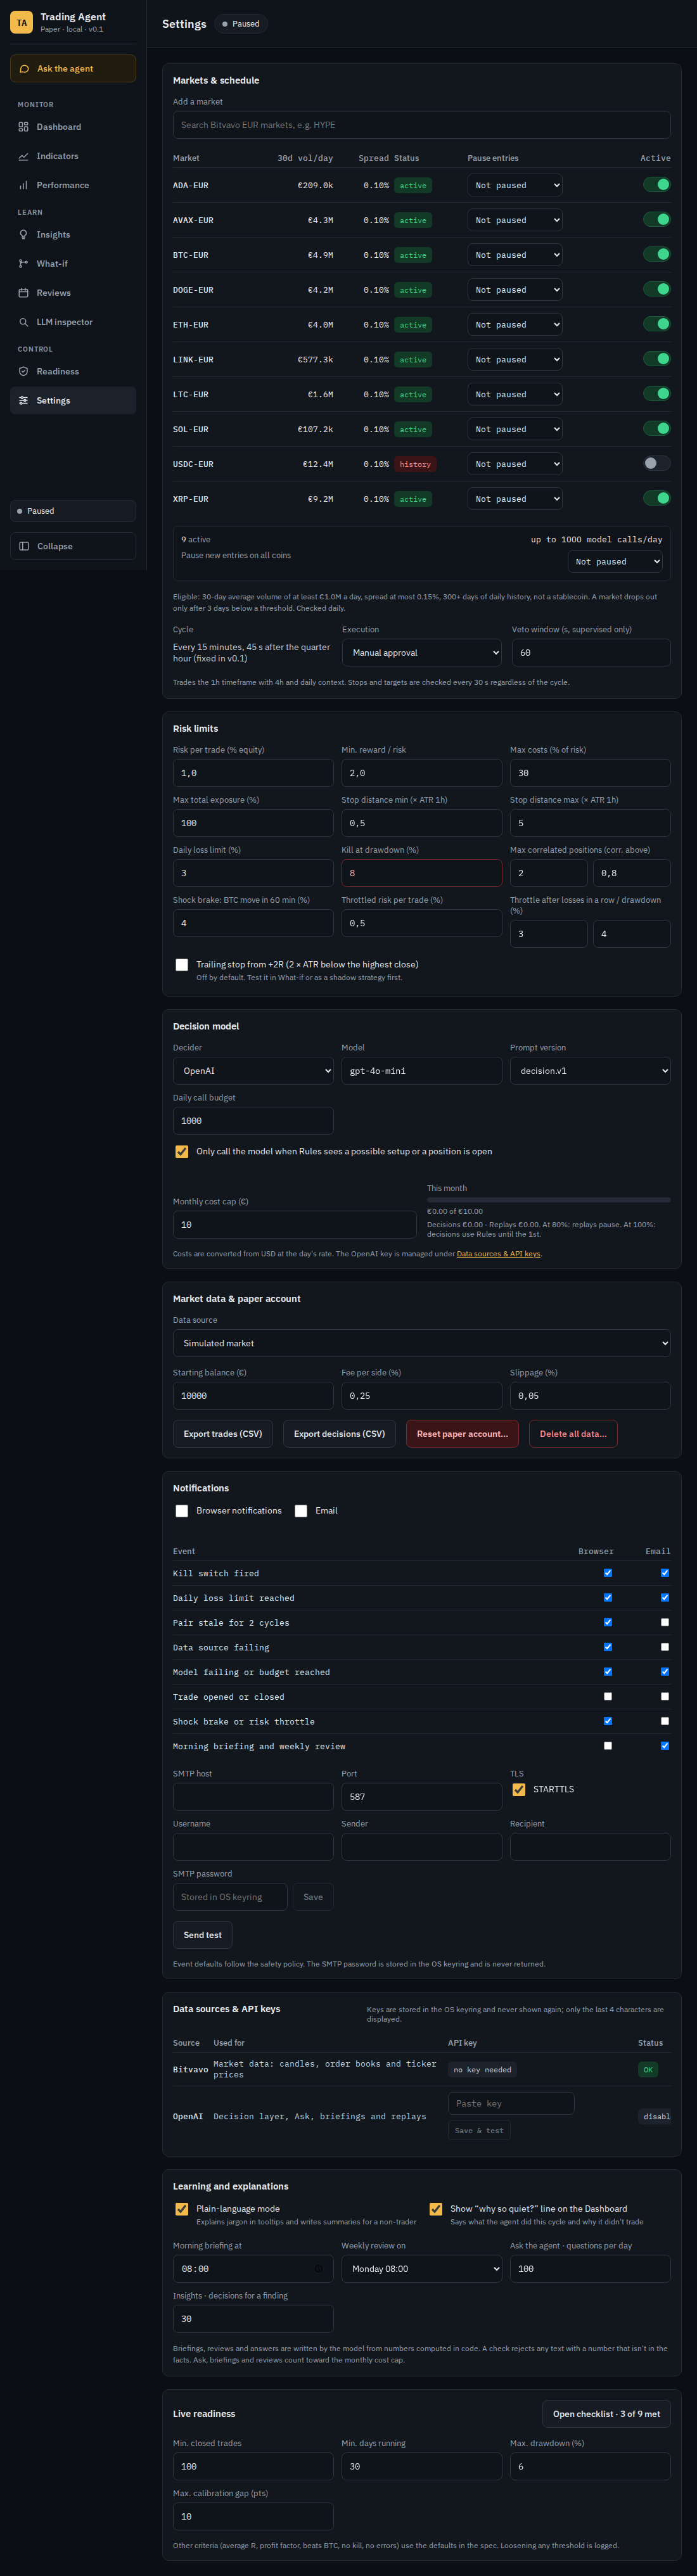 TA
Trading Agent
Paper · local · v0.1
Ask the agent
MONITOR
Dashboard
Indicators
Performance
LEARN
Insights
What-if
Reviews
LLM inspector
CONTROL
Readiness
Settings
Paused
Collapse
Settings
Paused
Markets & schedule
Add a market
Search Bitvavo EUR markets, e.g. HYPE
Market 30d vol/day Spread Status Pause entries Active
ADA-EUR €209.0k 0.10% active Not paused
AVAX-EUR €4.3M 0.10% active Not paused
BTC-EUR €4.9M 0.10% active Not paused
DOGE-EUR €4.2M 0.10% active Not paused
ETH-EUR €4.0M 0.10% active Not paused
LINK-EUR €577.3k 0.10% active Not paused
LTC-EUR €1.6M 0.10% active Not paused
SOL-EUR €107.2k 0.10% active Not paused
USDC-EUR €12.4M 0.10% history Not paused
XRP-EUR €9.2M 0.10% active Not paused
9 active up to 1000 model calls/day
Pause new entries on all coins Not paused
Eligible: 30-day average volume of at least €1.0M a day, spread at most 0.15%, 300+ days of daily history, not a stablecoin. A market drops out
only after 3 days below a threshold. Checked daily.
Cycle Execution Veto window (s, supervised only)
Every 15 minutes, 45 s after the quarter
hour (fixed in v0.1)
Manual approval
60
Trades the 1h timeframe with 4h and daily context. Stops and targets are checked every 30 s regardless of the cycle.
Risk limits
Risk per trade (% equity) Min. reward / risk Max costs (% of risk)
1,0 2,0 30
Max total exposure (%) Stop distance min (× ATR 1h) Stop distance max (× ATR 1h)
100 0,5 5
Daily loss limit (%) Kill at drawdown (%) Max correlated positions (corr. above)
3 8 2 0,8
Shock brake: BTC move in 60 min (%) Throttled risk per trade (%) Throttle after losses in a row / drawdown
(%)
4 0,5 3 4
Trailing stop from +2R (2 × ATR below the highest close)
Off by default. Test it in What-if or as a shadow strategy first.
Decision model
Decider Model Prompt version
OpenAI gpt-4o-mini decision.v1
Daily call budget
1000
Only call the model when Rules sees a possible setup or a position is open
Monthly cost cap (€)
10
This month
€0.00 of €10.00
Decisions €0.00 · Replays €0.00. At 80%: replays pause. At 100%:
decisions use Rules until the 1st.
Costs are converted from USD at the day's rate. The OpenAI key is managed under Data sources & API keys.
Market data & paper account
Data source
Simulated market
Starting balance (€) Fee per side (%) Slippage (%)
10000 0,25 0,05
Export trades (CSV) Export decisions (CSV) Reset paper account... Delete all data...
Notifications
Browser notifications Email
Event Browser Email
Kill switch fired
Daily loss limit reached
Pair stale for 2 cycles
Data source failing
Model failing or budget reached
Trade opened or closed
Shock brake or risk throttle
Morning briefing and weekly review
SMTP host Port TLS
587 STARTTLS
Username Sender Recipient
SMTP password
Stored in OS keyring Save
Send test
Event defaults follow the safety policy. The SMTP password is stored in the OS keyring and is never returned.
Data sources & API keys
Keys are stored in the OS keyring and never shown again; only the last 4 characters are
displayed.
Source Used for API key Status
Bitvavo Market data: candles, order books and ticker
prices
no key needed OK
OpenAI Decision layer, Ask, briefings and replays
Paste key
Save & test
disabl
Learning and explanations
Plain-language mode
Explains jargon in tooltips and writes summaries for a non-trader
Show "why so quiet?" line on the Dashboard
Says what the agent did this cycle and why it didn't trade
Morning briefing at Weekly review on Ask the agent · questions per day
08:00 Monday 08:00 100
Insights · decisions for a finding
30
Briefings, reviews and answers are written by the model from numbers computed in code. A check rejects any text with a number that isn't in the
facts. Ask, briefings and reviews count toward the monthly cost cap.
Live readiness
Open checklist · 3 of 9 met
Min. closed trades Min. days running Max. drawdown (%)
100 30 6
Max. calibration gap (pts)
10
Other criteria (average R, profit factor, beats BTC, no kill, no errors) use the defaults in the spec. Loosening any threshold is logged.